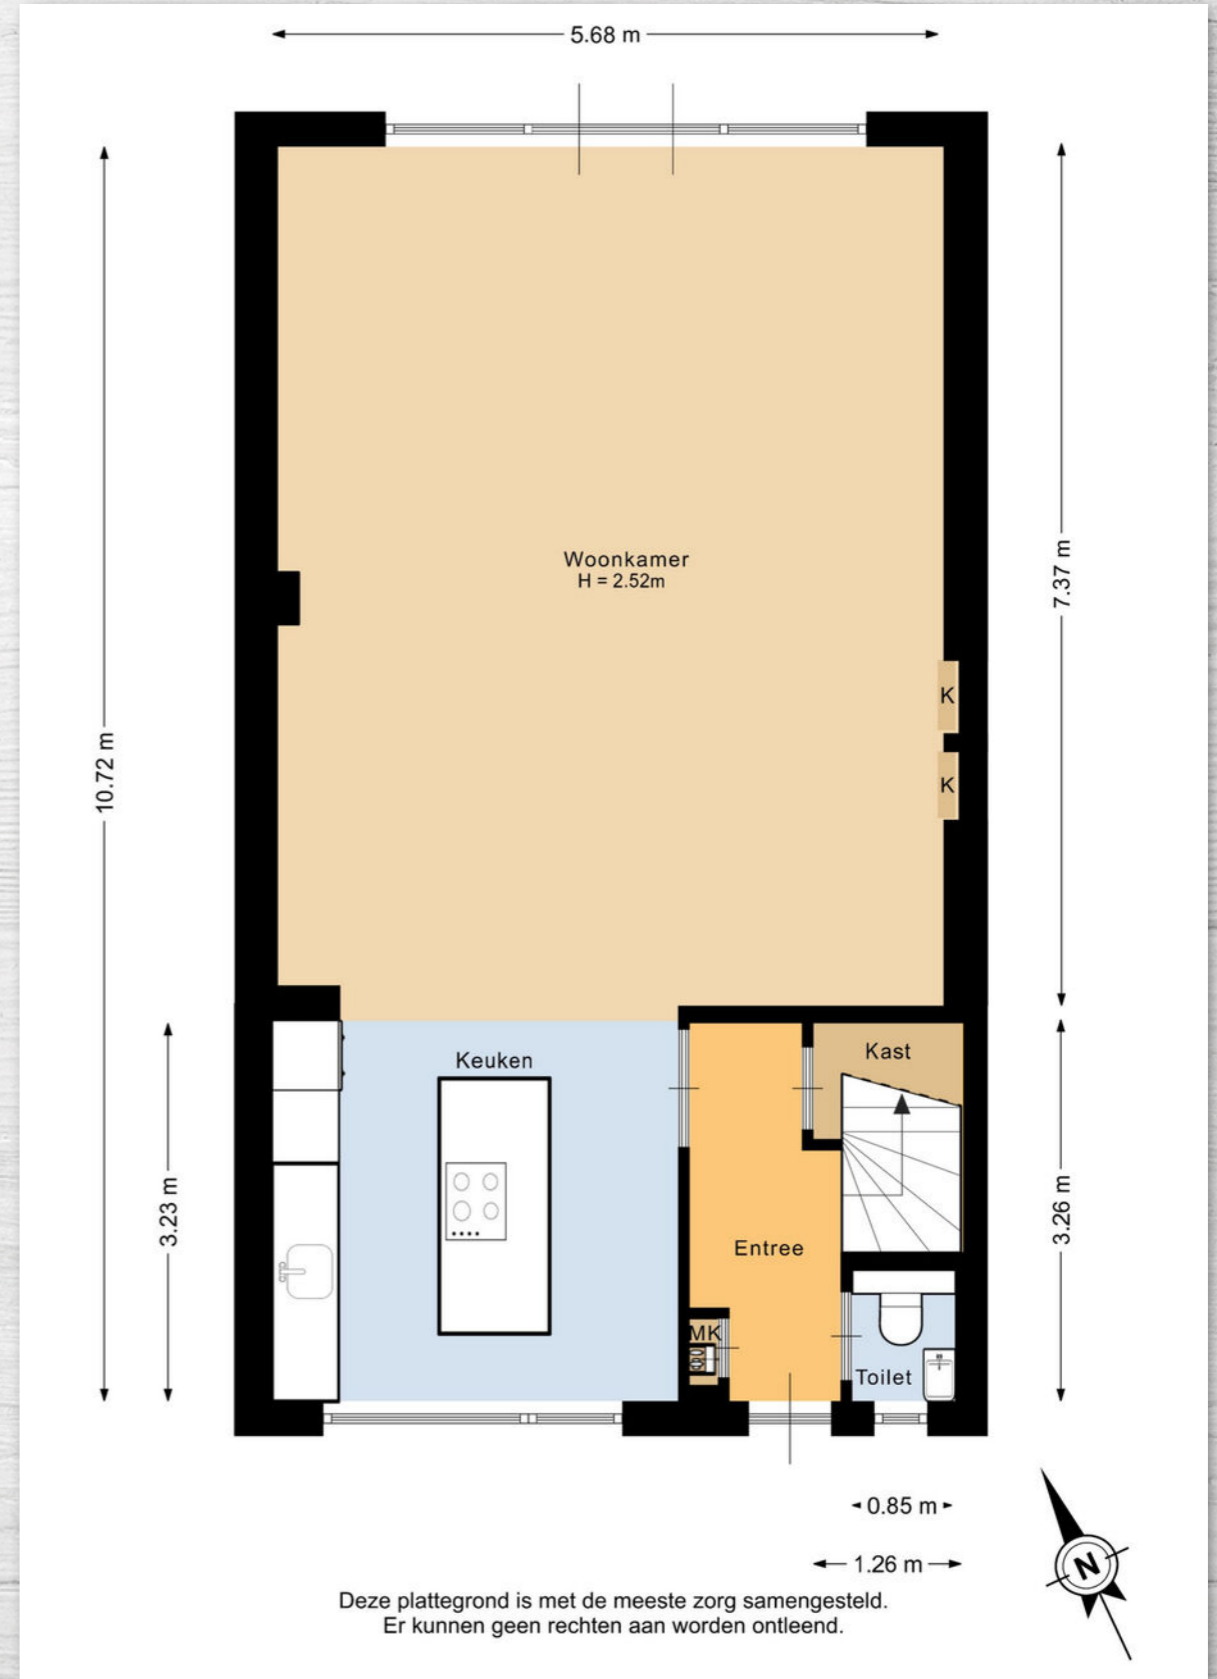 5.68 m
Woonkamer
H = 2.52m
7.37 m
K
10.72 m
K
Keuken
Kast
3.23 m
3.26 m
Entree
MK
Toilet
0.85 m
1.26 m
N
Deze plattegrond is met de meeste zorg samengesteld.
Er kunnen geen rechten aan worden ontleend.